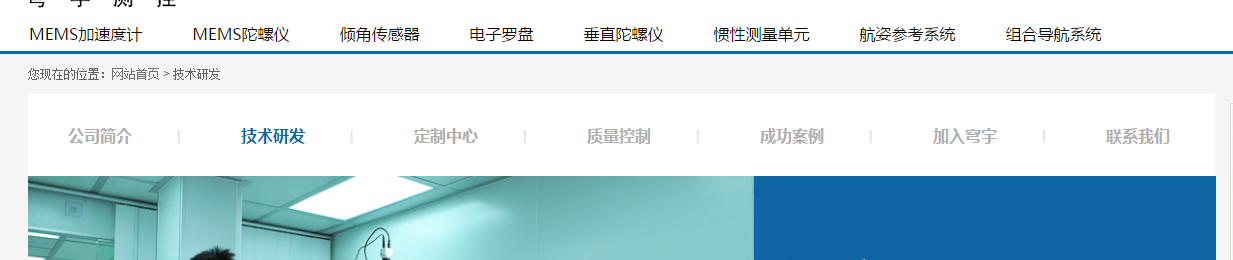 MEMS加速度计 MEMS陀螺仪 倾角传感器 电子罗盘 垂直陀螺仪 惯性测量单元 航姿参考系统 组合导航系统
您现在的位置：网站首页 > 技术研发
公司简介 | 技术研发 | 定制中心 | 质量控制 | 成功案例 | 加入穹宇 | 联系我们